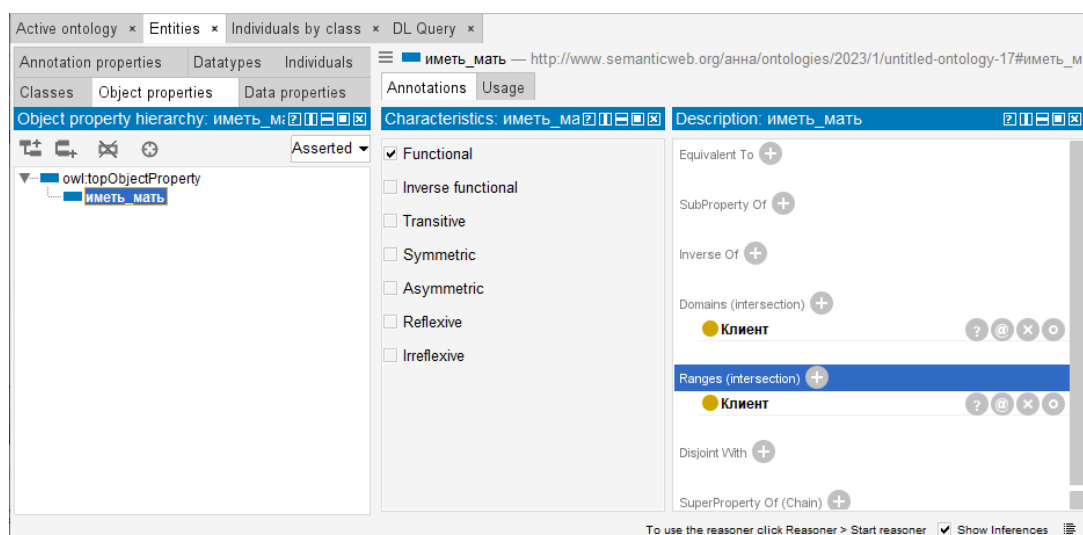 Active ontology × Entities × Individuals by class × DL Query ×
Annotation properties Datatypes Individuals
Classes Object properties Data properties
иметь_мать — http://www.semanticweb.org/анна/ontologies/2023/1/untitled-ontology-17#иметь_м
Annotations Usage
Object property hierarchy: иметь_ма
Asserted
owl:topObjectProperty
иметь_мать
Characteristics: иметь_ма
Functional
Inverse functional
Transitive
Symmetric
Asymmetric
Reflexive
Irreflexive
Description: иметь_мать
Equivalent To
SubProperty Of
Inverse Of
Domains (intersection)
Клиент
Ranges (intersection)
Клиент
Disjoint With
SuperProperty Of (Chain)
To use the reasoner click Reasoner > Start reasoner Show Inferences